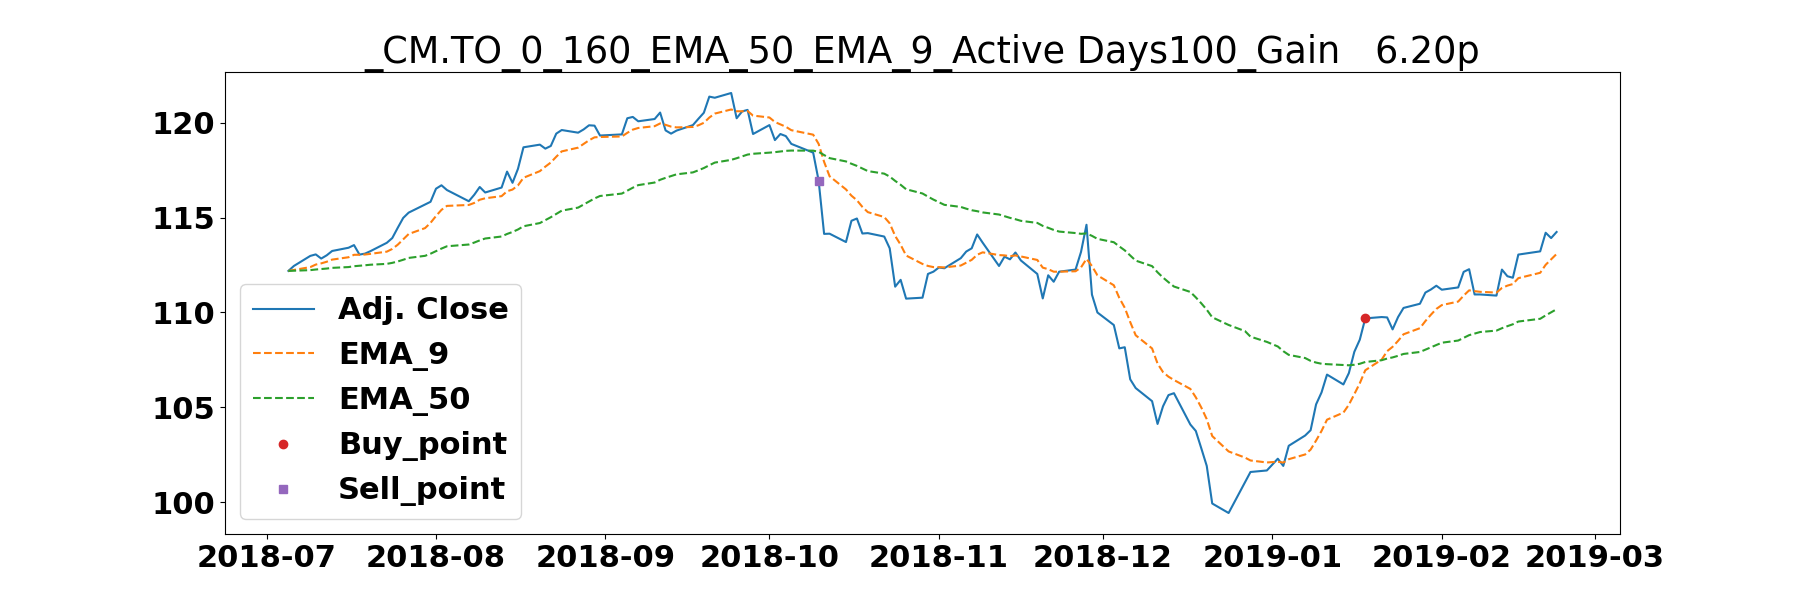 _CM.TO_0_160_EMA_50_EMA_9_Active Days100_Gain   6.20p
120
115
110
105
100
Adj. Close
EMA_9
EMA_50
Buy_point
Sell_point
2018-07 2018-08 2018-09 2018-10 2018-11 2018-12 2019-01 2019-02 2019-03